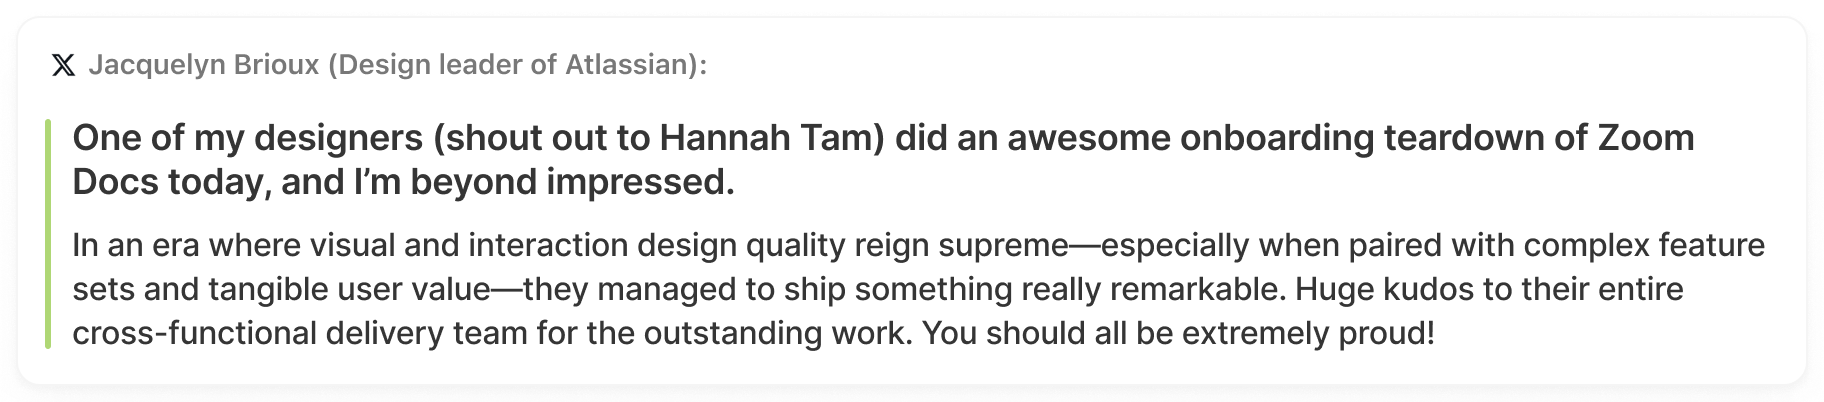 Jacquelyn Brioux (Design leader of Atlassian):
One of my designers (shout out to Hannah Tam) did an awesome onboarding teardown of Zoom
Docs today, and I’m beyond impressed.
In an era where visual and interaction design quality reign supreme—especially when paired with complex feature
sets and tangible user value—they managed to ship something really remarkable. Huge kudos to their entire
cross-functional delivery team for the outstanding work. You should all be extremely proud!